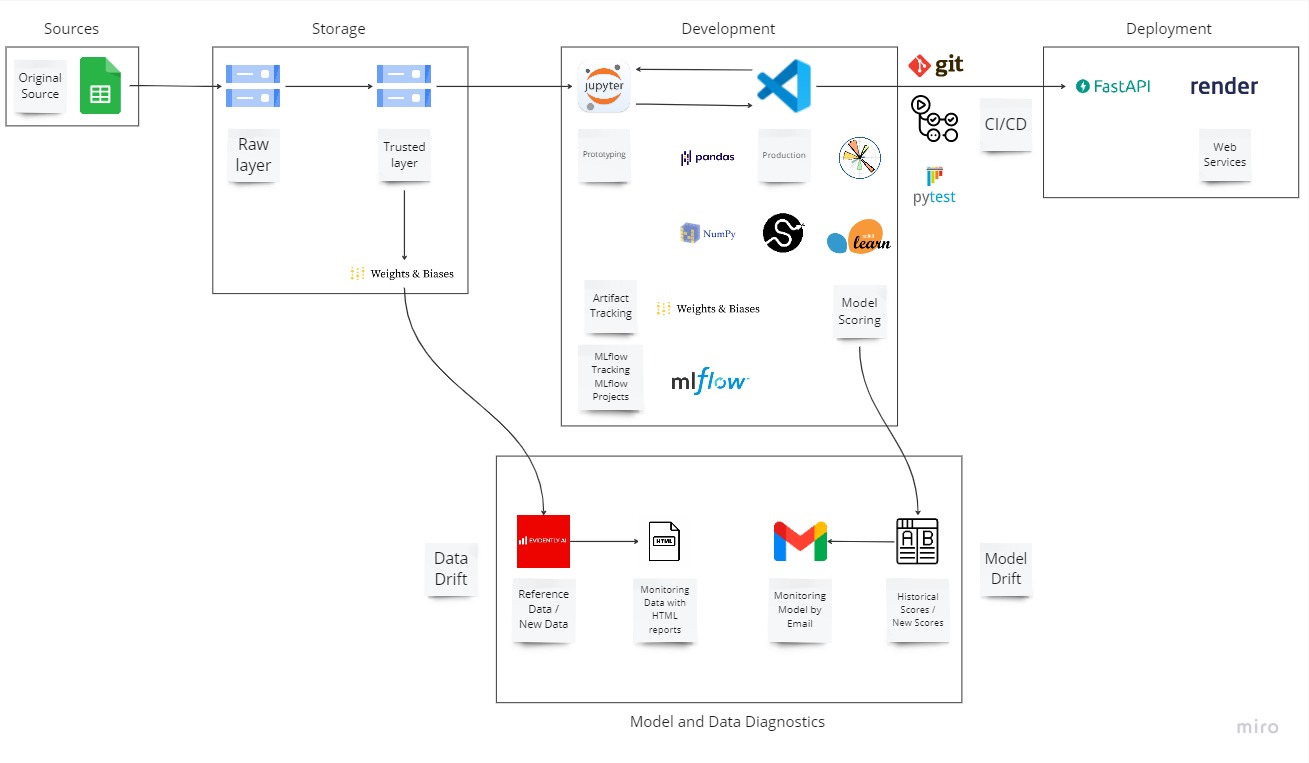 Sources
Storage
Development
Deployment
Original
Source
Raw
layer
Trusted
layer
Weights & Biases
jupyter
Prototyping
pandas
Production
NumPy
scikit
learn
Artifact
Tracking
Weights & Biases
Model
Scoring
MLflow
Tracking
MLflow
Projects
mlflow
git
CI/CD
pytest
FastAPI
render
Web
Services
Data
Drift
EVIDENTLY AI
Reference
Data /
New Data
HTML
Monitoring
Data with
HTML
reports
Monitoring
Model by
Email
A B
Historical
Scores /
New Scores
Model
Drift
Model and Data Diagnostics
miro